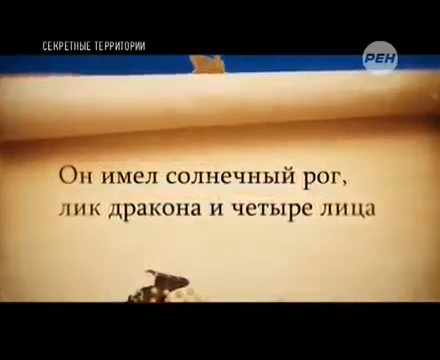 СЕКРЕТНЫЕ ТЕРРИТОРИИ
РЕН
Он имел солнечный рог,
лик дракона и четыре лица